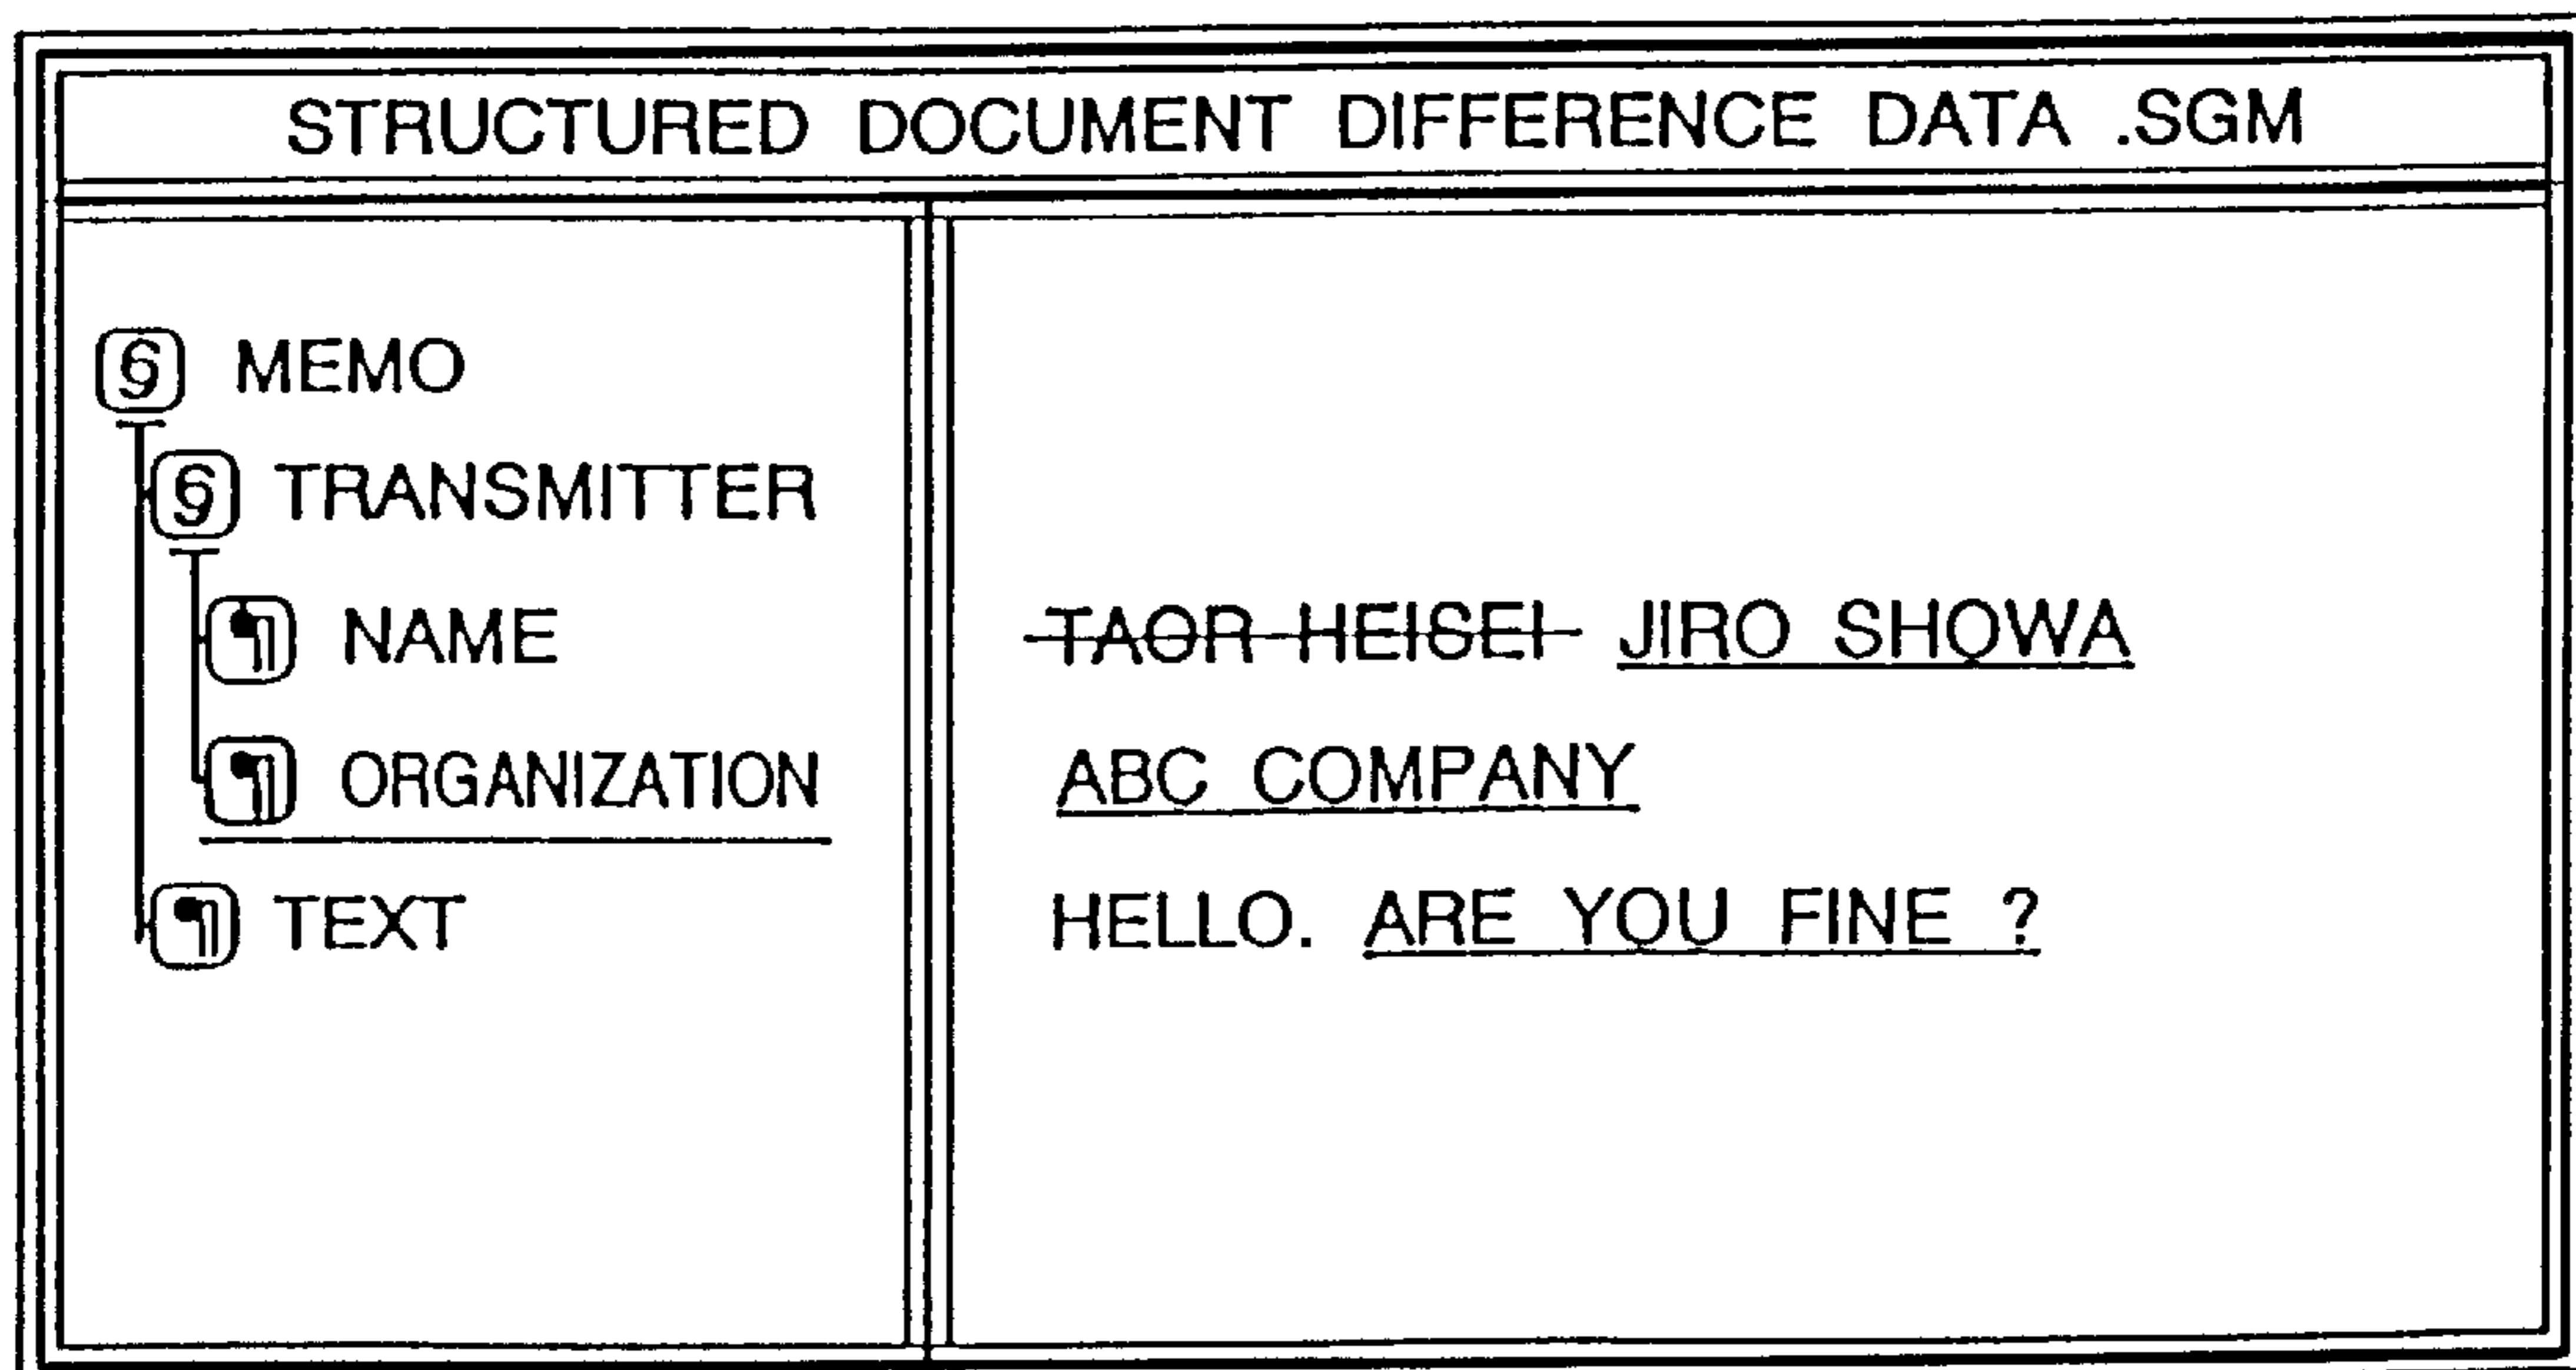 STRUCTURED DOCUMENT DIFFERENCE DATA .SGM
§ MEMO
§ TRANSMITTER
¶ NAME TAOR HEISEI JIRO SHOWA
¶ ORGANIZATION ABC COMPANY
¶ TEXT HELLO. ARE YOU FINE ?